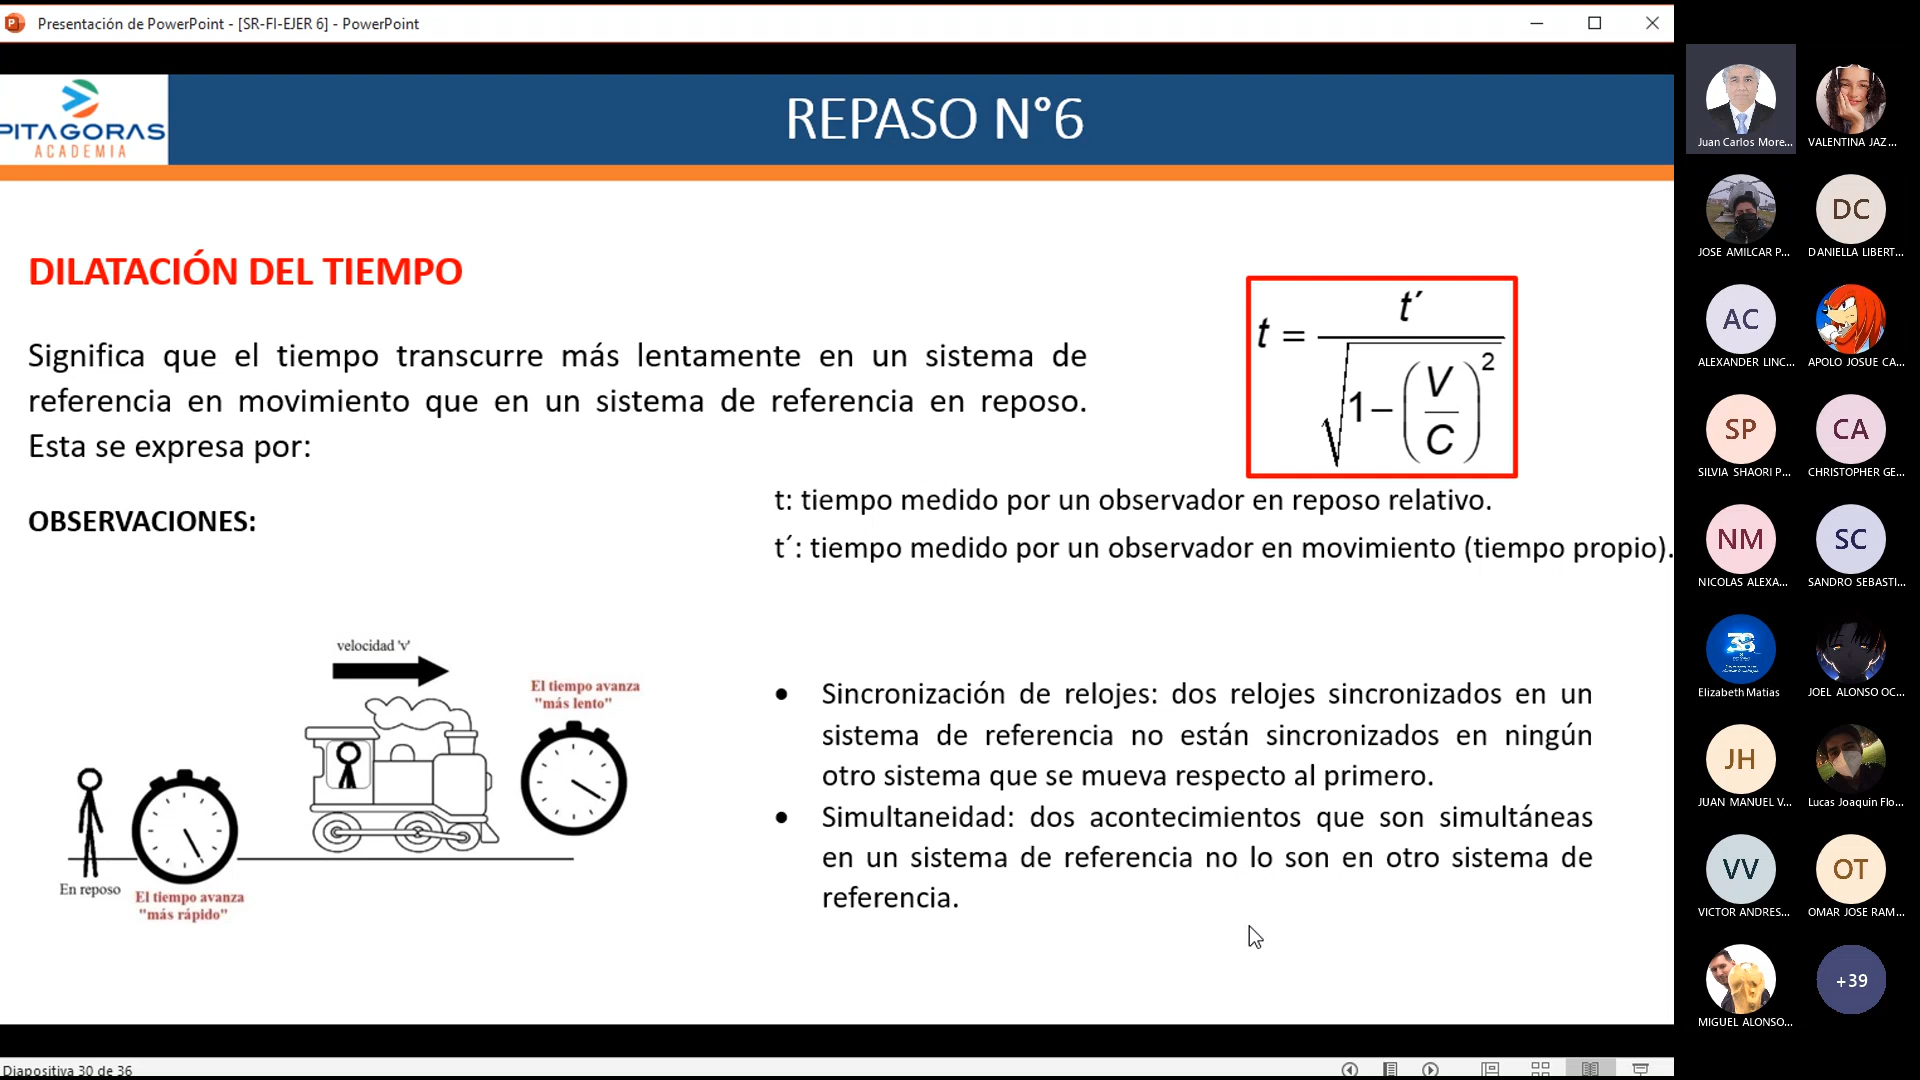 Presentación de PowerPoint - [SR-FI-EJER 6] - PowerPoint
PITAGORAS
ACADEMIA
REPASO N°6
DILATACIÓN DEL TIEMPO
Significa que el tiempo transcurre más lentamente en un sistema de
referencia en movimiento que en un sistema de referencia en reposo.
Esta se expresa por:
t = t´ / √(1 – (V/C)²)
t: tiempo medido por un observador en reposo relativo.
t´: tiempo medido por un observador en movimiento (tiempo propio).
OBSERVACIONES:
velocidad 'v'
El tiempo avanza
"más lento"
En reposo
El tiempo avanza
"más rápido"
• Sincronización de relojes: dos relojes sincronizados en un
sistema de referencia no están sincronizados en ningún
otro sistema que se mueva respecto al primero.
• Simultaneidad: dos acontecimientos que son simultáneas
en un sistema de referencia no lo son en otro sistema de
referencia.
Diapositiva 30 de 36
Juan Carlos More...
VALENTINA JAZ...
JOSE AMILCAR P...
DC
DANIELLA LIBERT...
AC
ALEXANDER LINC...
APOLO JOSUE CA...
SP
SILVIA SHAORI P...
CA
CHRISTOPHER GE...
NM
NICOLAS ALEXA...
SC
SANDRO SEBASTI...
Elizabeth Matias
JOEL ALONSO OC...
JH
JUAN MANUEL V...
Lucas Joaquin Flo...
VV
VICTOR ANDRES...
OT
OMAR JOSE RAM...
MIGUEL ALONSO...
+39